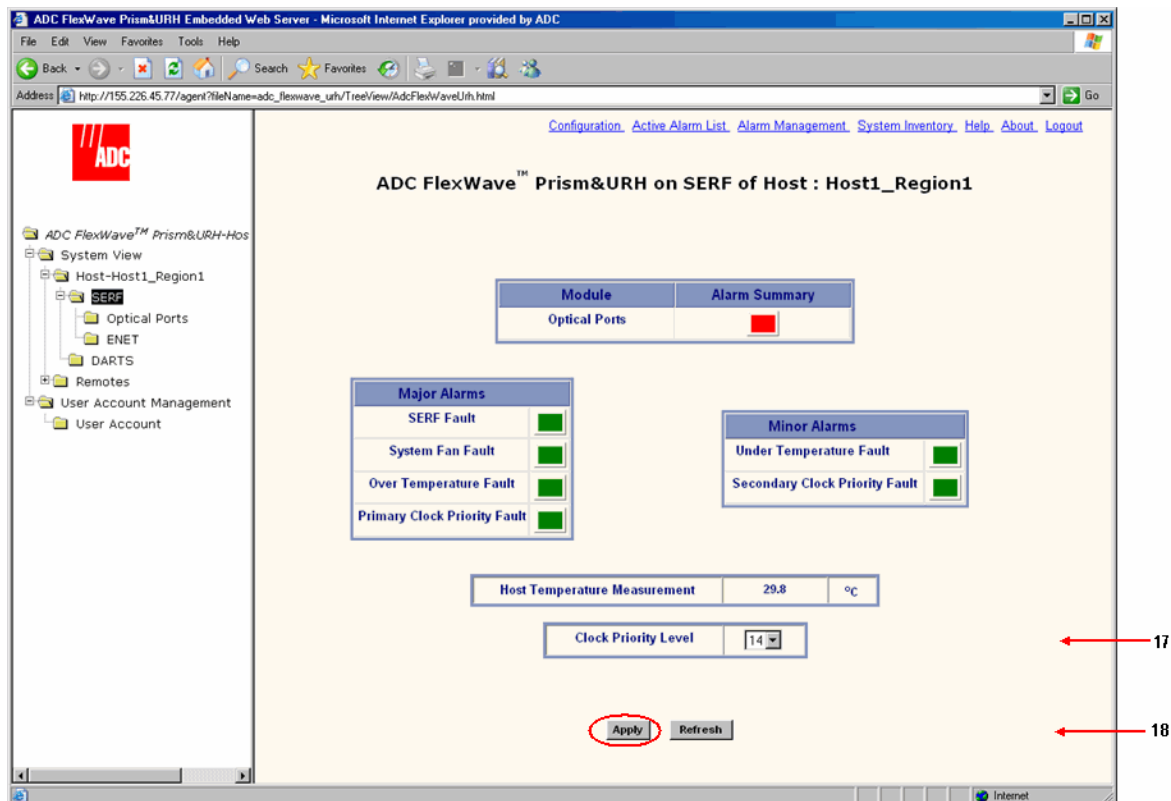 ADC FlexWave Prism&URH Embedded Web Server - Microsoft Internet Explorer provided by ADC
File Edit View Favorites Tools Help
Back Search Favorites
Address http://155.226.45.77/agent?fileName=adc_flexwave_urh/TreeView/AdcFlexWaveUrh.html Go
ADC
Configuration Active Alarm List Alarm Management System Inventory Help About Logout
ADC FlexWave™ Prism&URH on SERF of Host : Host1_Region1
ADC FlexWave™ Prism&URH-Hos
System View
Host-Host1_Region1
SERF
Optical Ports
ENET
DARTS
Remotes
User Account Management
User Account
Module Alarm Summary
Optical Ports
Major Alarms
SERF Fault
System Fan Fault
Over Temperature Fault
Primary Clock Priority Fault
Minor Alarms
Under Temperature Fault
Secondary Clock Priority Fault
Host Temperature Measurement 29.8 °C
Clock Priority Level 14
17
Apply Refresh
18
Internet